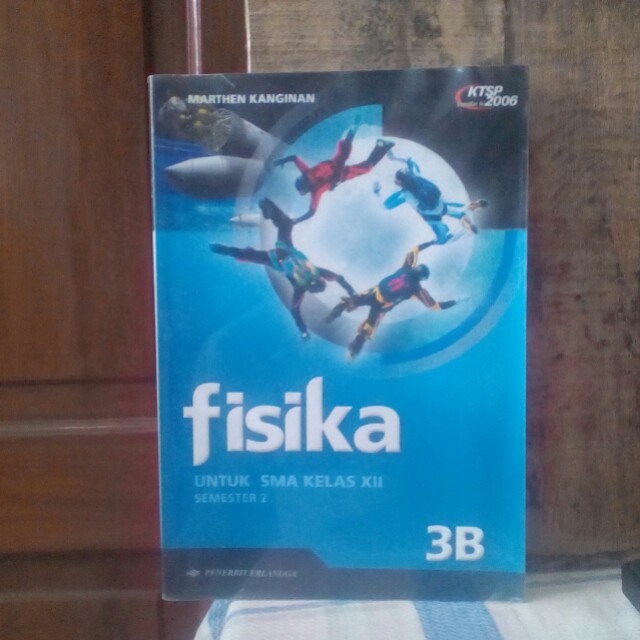 MARTHEN KANGINAN
KTSP
2006
fisika
UNTUK SMA KELAS XII
SEMESTER 2
3B
PENERBIT ERLANGGA